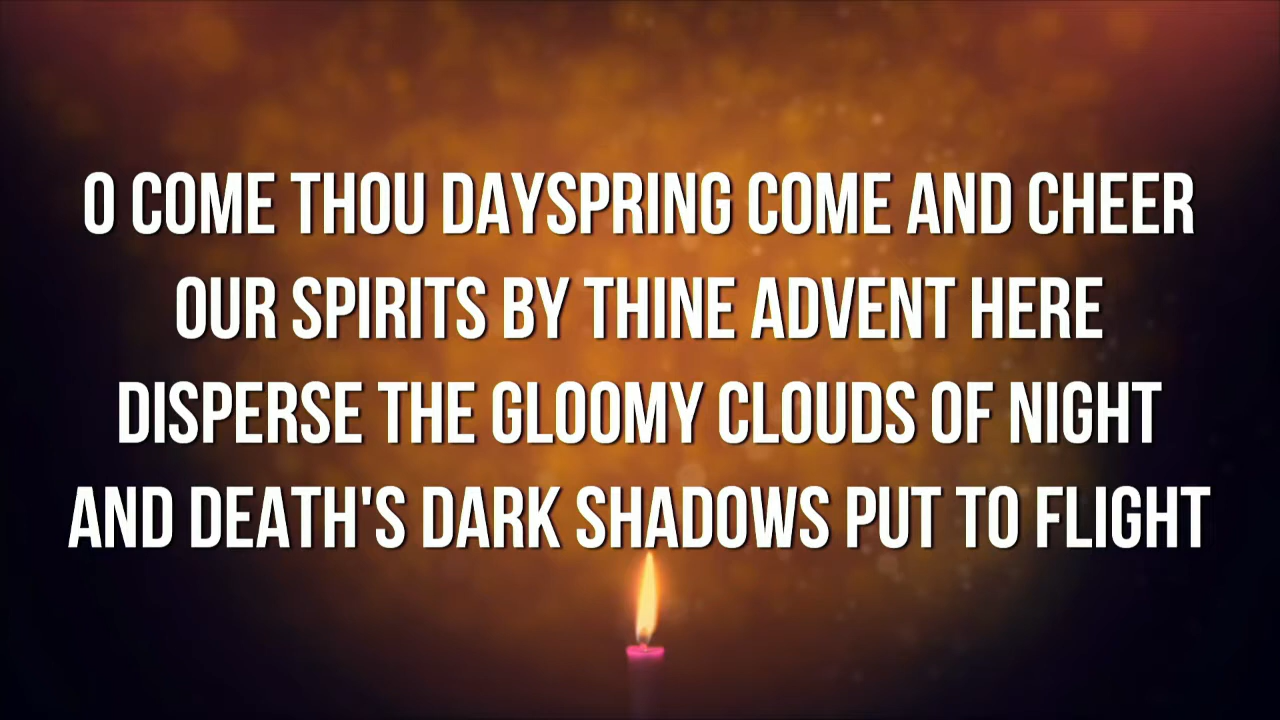 O COME THOU DAYSPRING COME AND CHEER
OUR SPIRITS BY THINE ADVENT HERE
DISPERSE THE GLOOMY CLOUDS OF NIGHT
AND DEATH'S DARK SHADOWS PUT TO FLIGHT